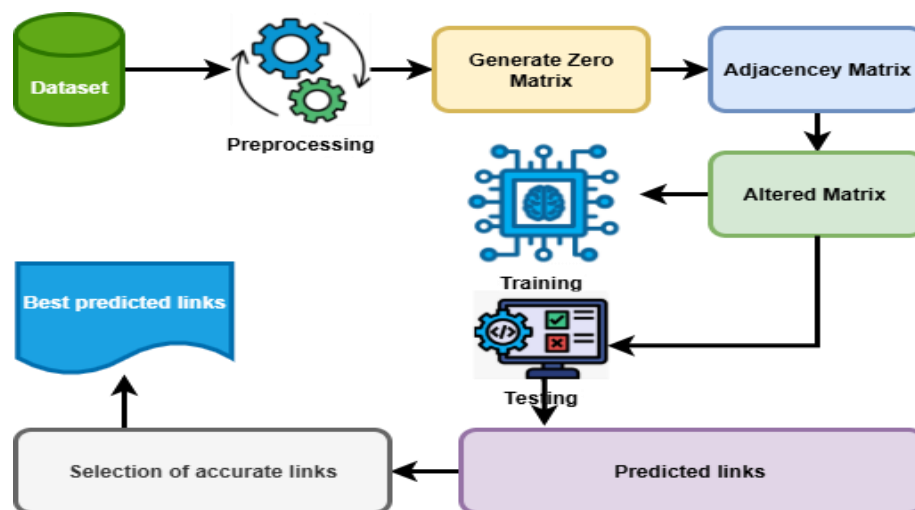 Dataset
Preprocessing
Generate Zero
Matrix
Adjacencey Matrix
Altered Matrix
Training
</>
Testing
Predicted links
Selection of accurate links
Best predicted links